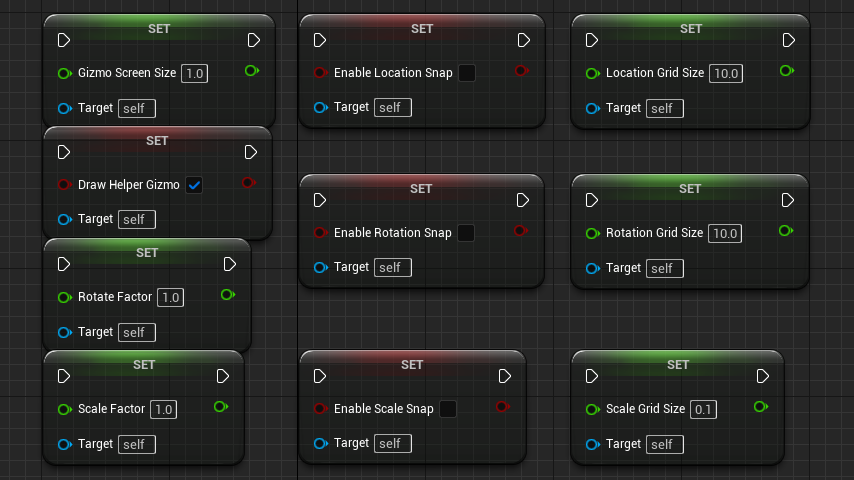 SET
Gizmo Screen Size 1.0
Target self
SET
Draw Helper Gizmo
Target self
SET
Rotate Factor 1.0
Target self
SET
Scale Factor 1.0
Target self
SET
Enable Location Snap
Target self
SET
Enable Rotation Snap
Target self
SET
Enable Scale Snap
Target self
SET
Location Grid Size 10.0
Target self
SET
Rotation Grid Size 10.0
Target self
SET
Scale Grid Size 0.1
Target self